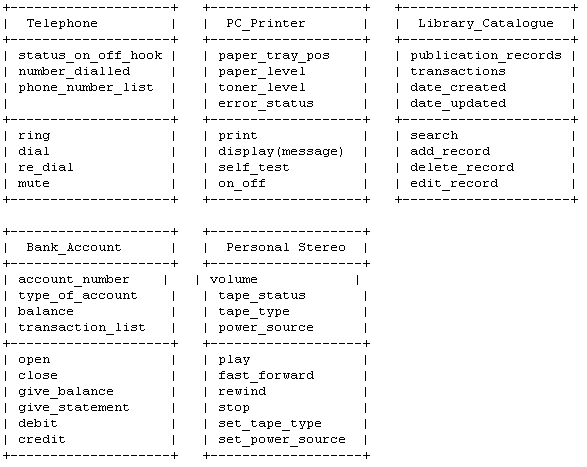 Telephone PC_Printer Library_Catalogue
status_on_off_hook paper_tray_pos publication_records
number_dialled paper_level transactions
phone_number_list toner_level date_created
error_status date_updated
ring print search
dial display(message) add_record
re_dial self_test delete_record
mute on_off edit_record
Bank_Account Personal Stereo
account_number volume
type_of_account tape_status
balance tape_type
transaction_list power_source
open play
close fast_forward
give_balance rewind
give_statement stop
debit set_tape_type
credit set_power_source